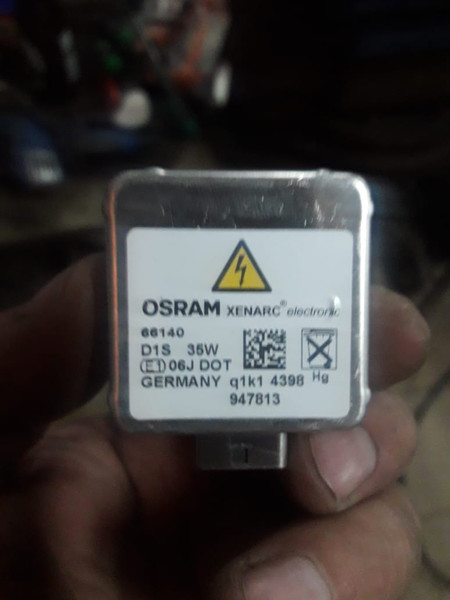 OSRAM XENARC® electronic
66140
D1S 35W
E1 06J DOT
Hg
GERMANY q1k1 4398
947813